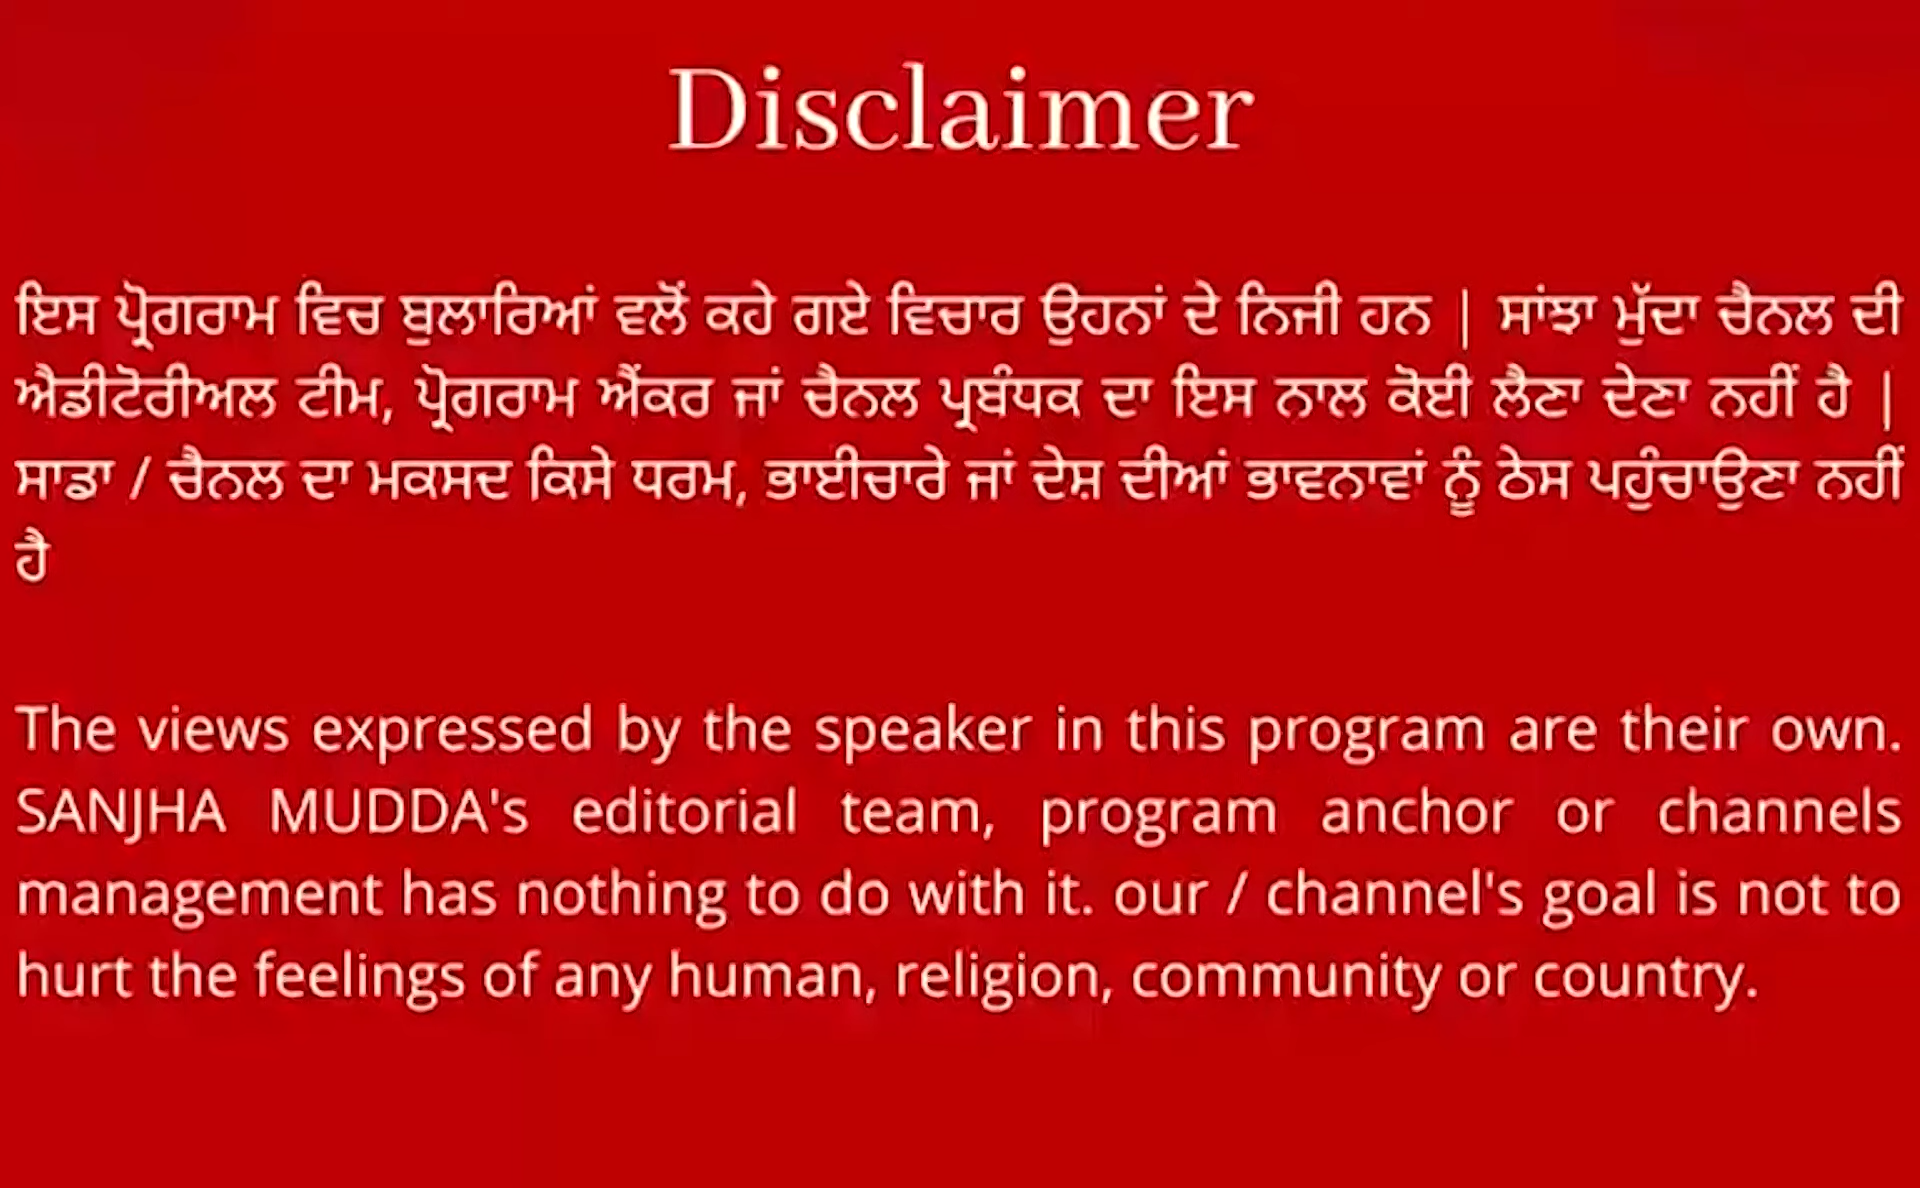 Disclaimer
ਇਸ ਪ੍ਰੋਗਰਾਮ ਵਿਚ ਬੁਲਾਰਿਆਂ ਵਲੋਂ ਕਹੇ ਗਏ ਵਿਚਾਰ ਉਹਨਾਂ ਦੇ ਨਿਜੀ ਹਨ | ਸਾਂਝਾ ਮੁੱਦਾ ਚੈਨਲ ਦੀ
ਐਡੀਟੋਰੀਅਲ ਟੀਮ, ਪ੍ਰੋਗਰਾਮ ਐਂਕਰ ਜਾਂ ਚੈਨਲ ਪ੍ਰਬੰਧਕ ਦਾ ਇਸ ਨਾਲ ਕੋਈ ਲੈਣਾ ਦੇਣਾ ਨਹੀਂ ਹੈ |
ਸਾਡਾ / ਚੈਨਲ ਦਾ ਮਕਸਦ ਕਿਸੇ ਧਰਮ, ਭਾਈਚਾਰੇ ਜਾਂ ਦੇਸ਼ ਦੀਆਂ ਭਾਵਨਾਵਾਂ ਨੂੰ ਠੇਸ ਪਹੁੰਚਾਉਣਾ ਨਹੀਂ
ਹੈ
The views expressed by the speaker in this program are their own.
SANJHA MUDDA's editorial team, program anchor or channels
management has nothing to do with it. our / channel's goal is not to
hurt the feelings of any human, religion, community or country.